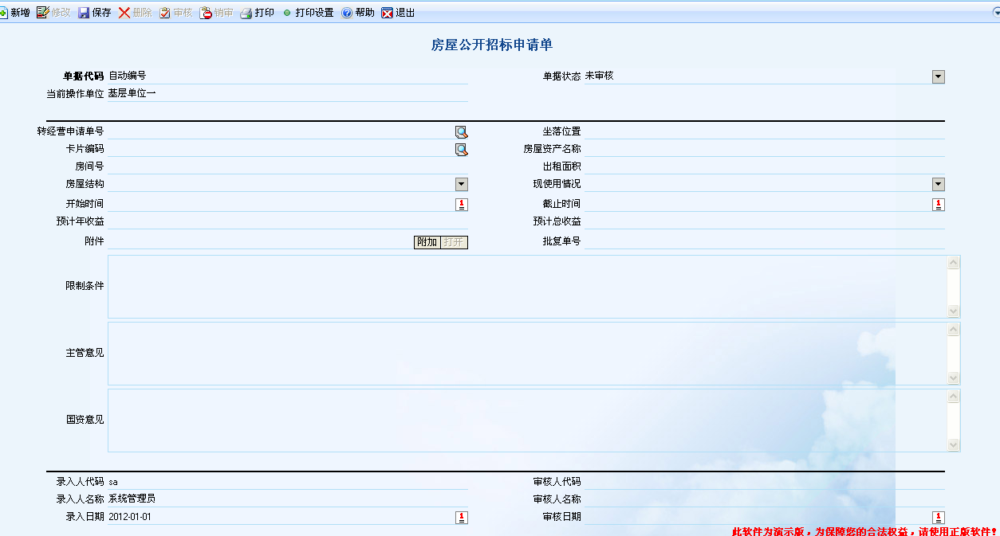 新增 修改 保存 删除 审核 销审 打印 打印设置 帮助 退出
房屋公开招标申请单
单据代码 自动编号 单据状态 未审核
当前操作单位 基层单位一
转经营申请单号 坐落位置
卡片编码 房屋资产名称
房间号 出租面积
房屋结构 现使用情况
开始时间 1 截止时间 1
预计年收益 预计总收益
附件 附加 打开 批复单号
限制条件
主管意见
国资意见
录入人代码 sa 审核人代码
录入人名称 系统管理员 审核人名称
录入日期 2012-01-01 1 审核日期 1
此软件为演示版，为保障您的合法权益，请使用正版软件！